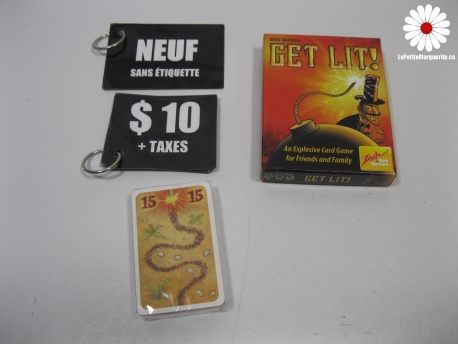 LaPetiteMarguerite.ca
NEUF
SANS ÉTIQUETTE
$ 10
+ TAXES
GET LIT!
An Explosive Card Game
for Friends and Family
Zoch
GET LIT!
15 15